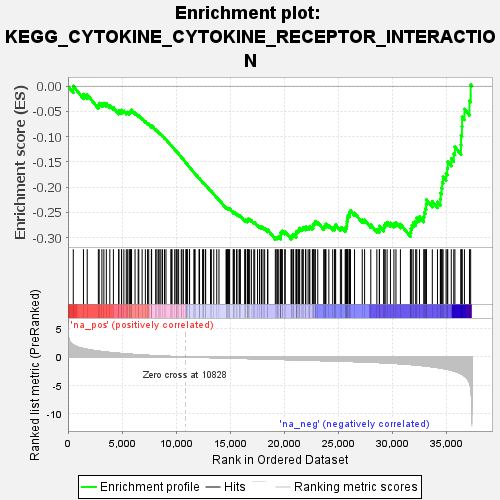 Enrichment plot:
KEGG_CYTOKINE_CYTOKINE_RECEPTOR_INTERACTIO
N
Enrichment score (ES)
0.00
-0.05
-0.10
-0.15
-0.20
-0.25
-0.30
'na_pos' (positively correlated)
Ranked list metric (PreRanked)
5
0
-5
-10
Zero cross at 10828
'na_neg' (negatively correlated)
0
5,000
10,000
15,000
20,000
25,000
30,000
35,000
Rank in Ordered Dataset
Enrichment profile
Hits
Ranking metric scores